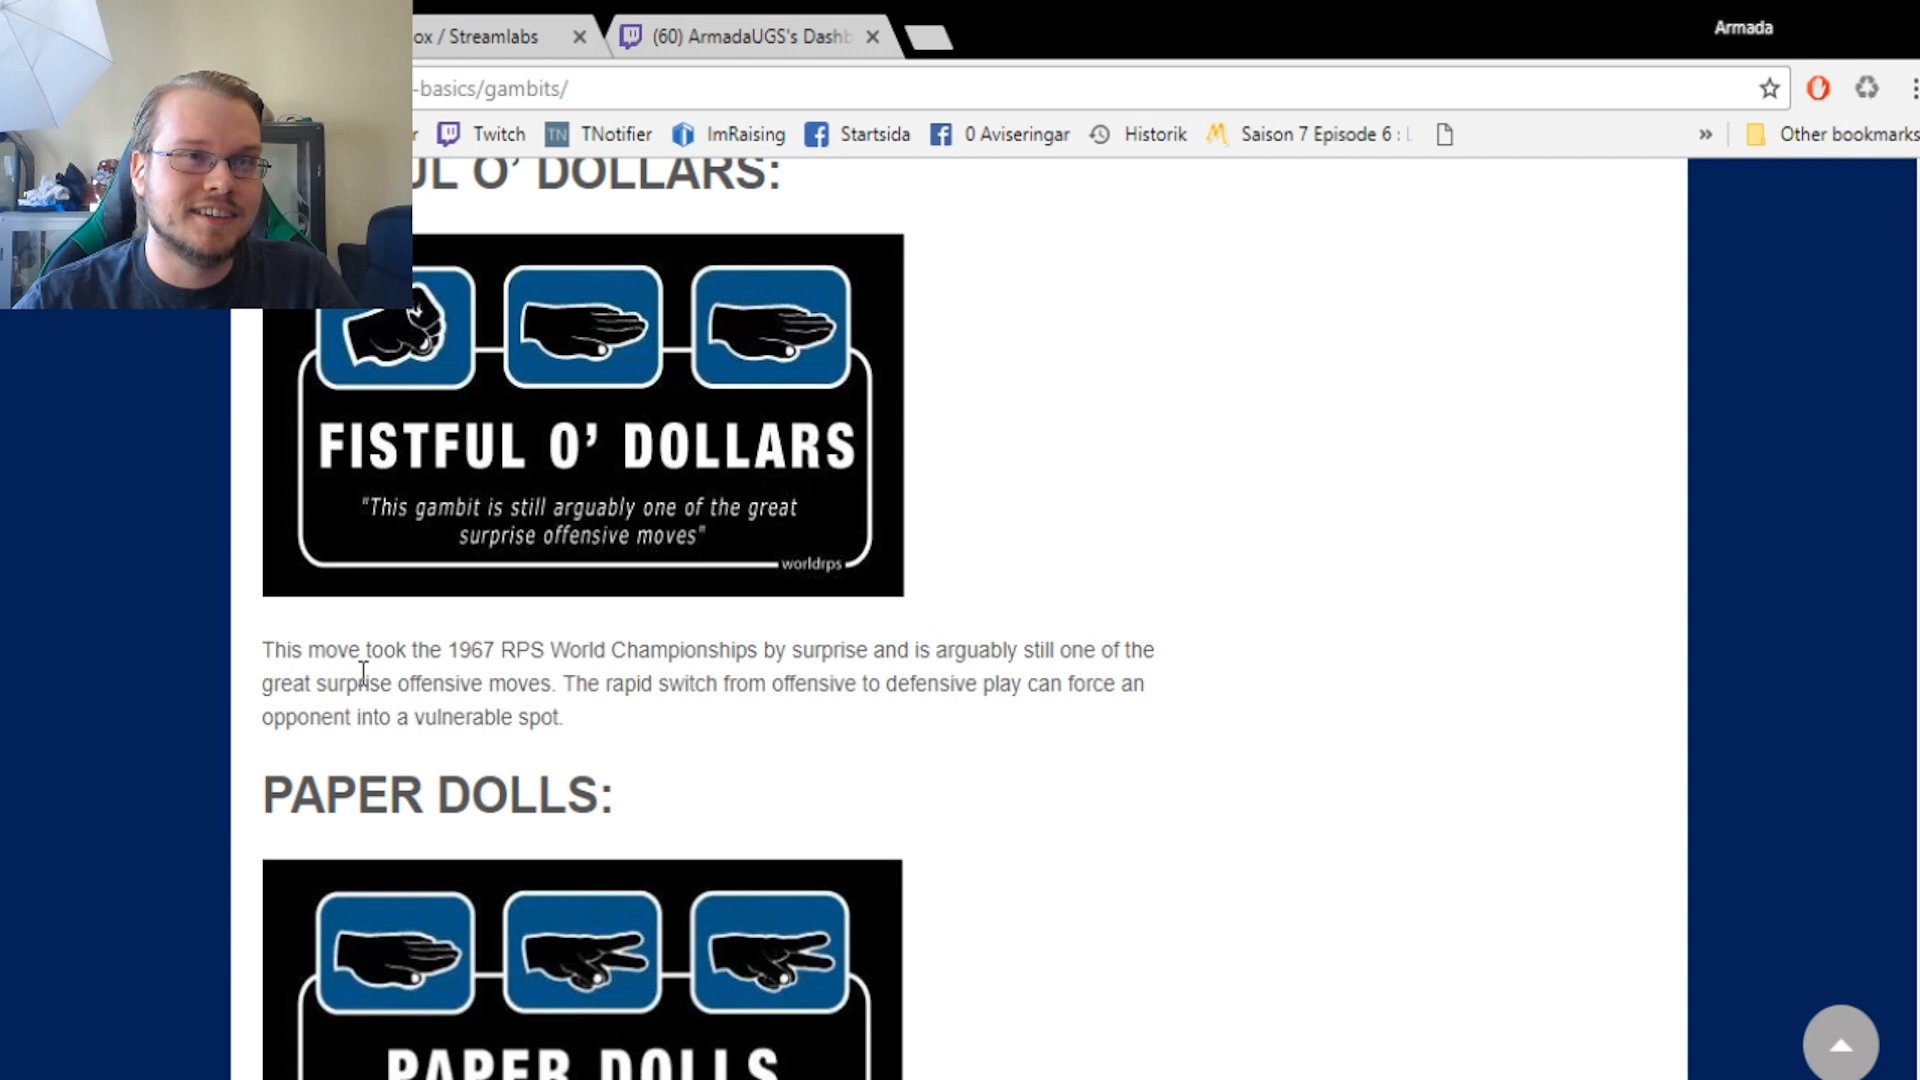 ox / Streamlabs
(60) ArmadaUGS's Dashb
Armada
-basics/gambits/
r
Twitch
TN
TNotifier
ImRaising
Startsida
0 Aviseringar
Historik
Saison 7 Episode 6 :
»
Other bookmarks
UL O’ DOLLARS:
FISTFUL O’ DOLLARS
"This gambit is still arguably one of the great
surprise offensive moves"
worldrps
This move took the 1967 RPS World Championships by surprise and is arguably still one of the
great surprise offensive moves. The rapid switch from offensive to defensive play can force an
opponent into a vulnerable spot.
PAPER DOLLS:
PAPER DOLLS